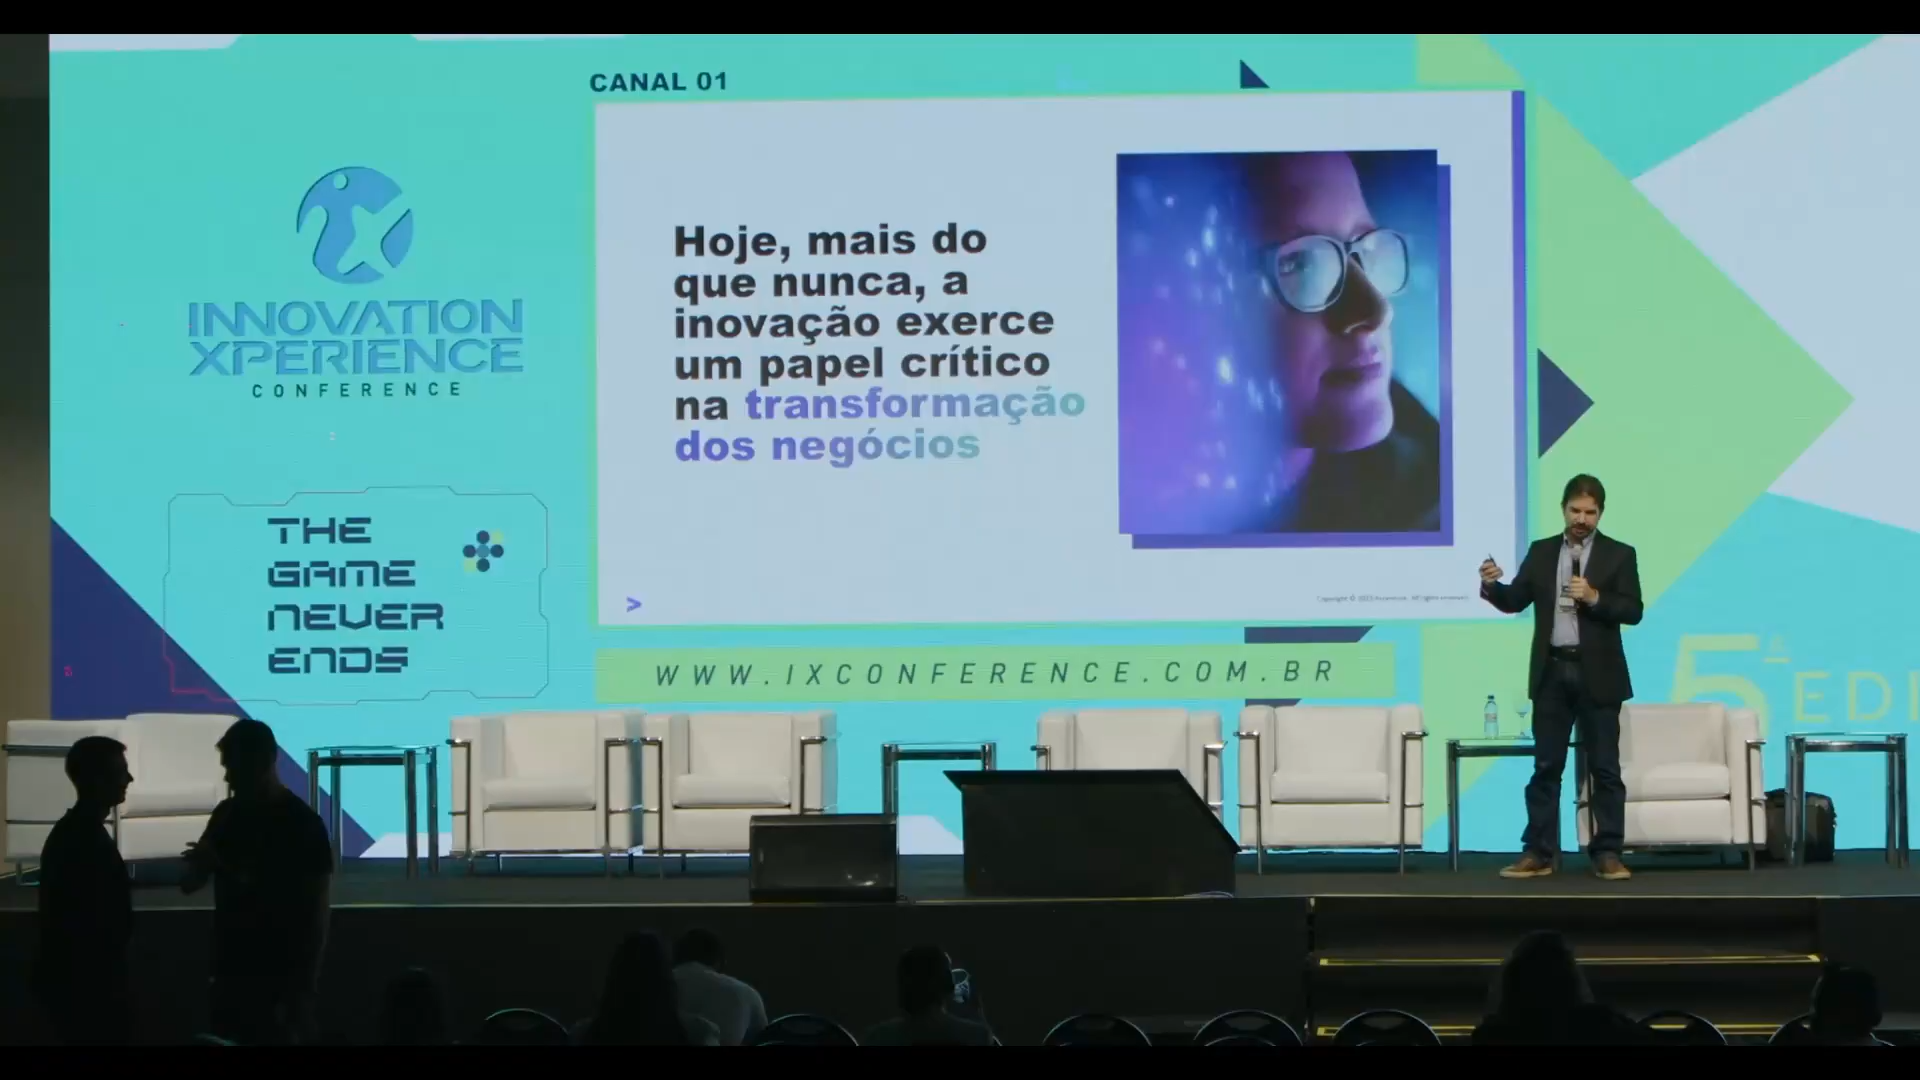 CANAL 01
INNOVATION
XPERIENCE
CONFERENCE
Hoje, mais do
que nunca, a
inovação exerce
um papel crítico
na transformação
dos negócios
>
THE
GAME
NEVER
ENDS
WWW.IXCONFERENCE.COM.BR
5ª EDI